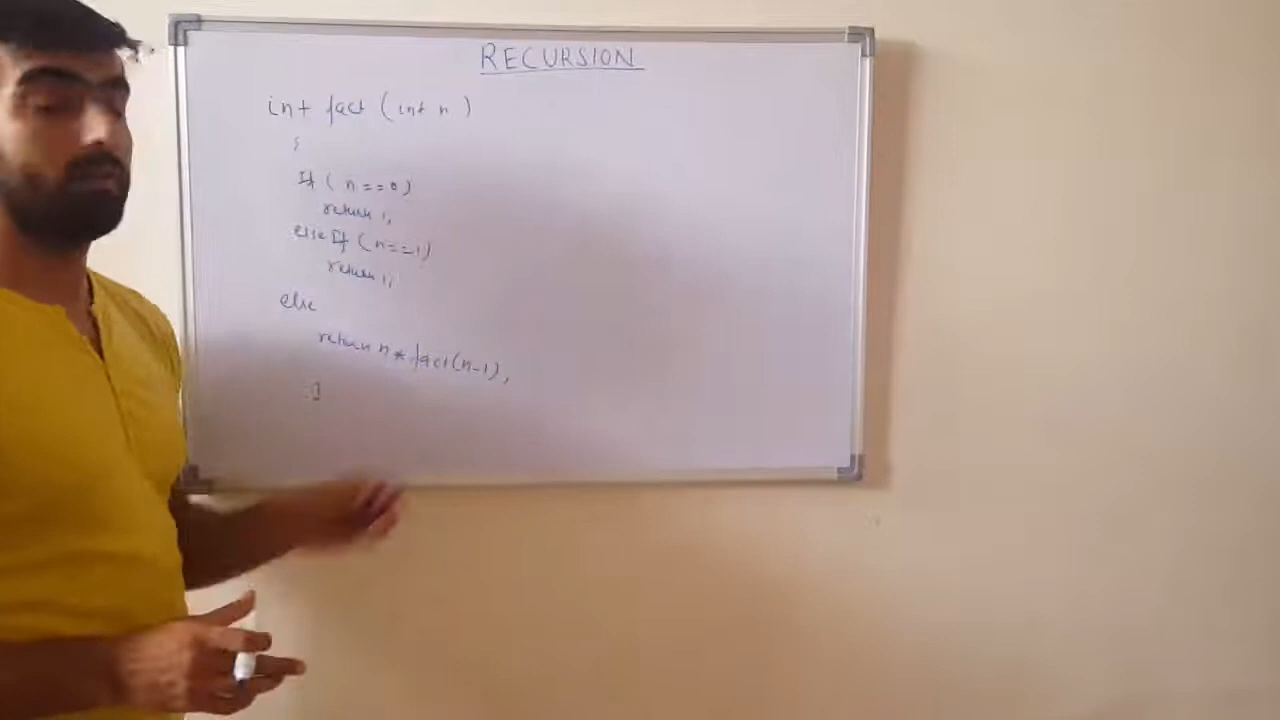 RECURSION
int fact (int n )
{
If ( n==0)
return 1;
else If (n==1)
return 1;
else
return n * fact(n-1);
}